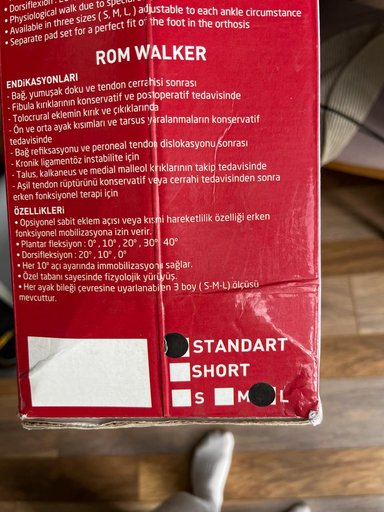 • Physiological walk due to special
• Available in three sizes ( S, M, L ) adjustable to each ankle circumstance
• Separate pad set for a perfect fit of the foot in the orthosis
ROM WALKER
ENDİKASYONLARI
- Bağ, yumuşak doku ve tendon cerrahisi sonrası
- Fibula kırıklarının konservatif ve postoperatif tedavisinde
- Tolocrural eklemin kırık ve çıkıklarında
- Ön ve orta ayak kısımları ve tarsus yaralanmaların konservatif
tedavisinde
- Bağ refiksasyonu ve peroneal tendon dislokasyonu sonrası
- Kronik ligamentöz instabilite için
- Talus, kalkaneus ve medial malleol kırıklarının takip tedavisinde
- Aşil tendon rüptürünü konservatif veya cerrahi tedavisinden sonra
erken fonksiyonel terapi için
ÖZELLİKLERİ
• Opsiyonel sabit eklem açısı veya kısmi hareketlilik özelliği erken
fonksiyonel mobilizasyona izin verir.
• Plantar fleksiyon : 0° , 10° , 20° , 30° 40°
• Dorsifleksion : 20° , 10° , 0°
• Her 10° açı ayarında immobilizasyonu sağlar.
• Özel tabanı sayesinde fizyolojik yürüyüş.
• Her ayak bileği çevresine uyarlanabilen 3 boy ( S-M-L) ölçüsü
mevcuttur.
STANDART
SHORT
S M L